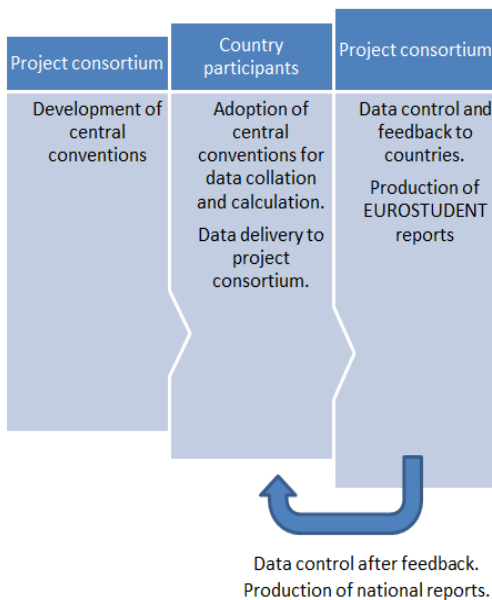 Project consortium
Development of
central
conventions
Country
participants
Adoption of
central
conventions for
data collation
and calculation.
Data delivery to
project
consortium.
Project consortium
Data control and
feedback to
countries.
Production of
EUROSTUDENT
reports
Data control after feedback.
Production of national reports.